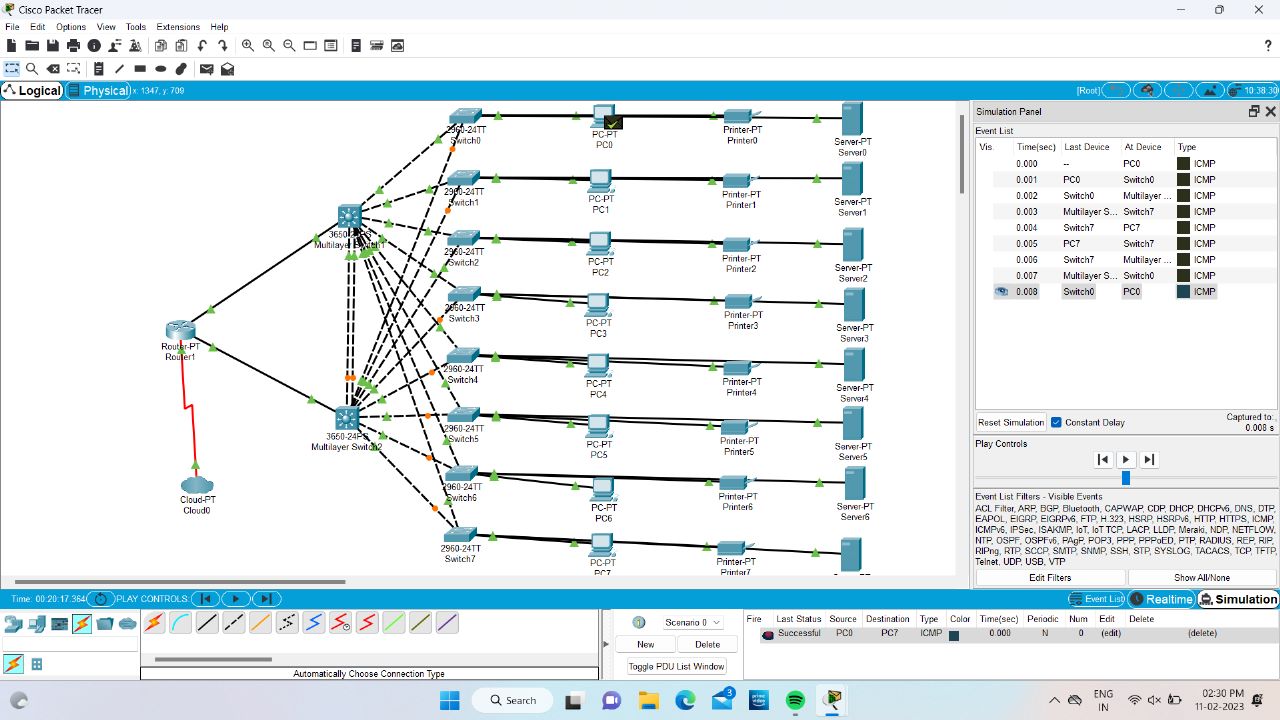 Cisco Packet Tracer
File Edit Options View Tools Extensions Help
Logical Physical x: 1347, y: 709 [Root] 10:38:30
2960-24TT
Switch0
PC-PT
PC0
Printer-PT
Printer0
Server-PT
Server0
2960-24TT
Switch1
PC-PT
PC1
Printer-PT
Printer1
Server-PT
Server1
3650-24PS
Multilayer Switch1
2960-24TT
Switch2
PC-PT
PC2
Printer-PT
Printer2
Server-PT
Server2
2960-24TT
Switch3
PC-PT
PC3
Printer-PT
Printer3
Server-PT
Server3
Router-PT
Router1
2960-24TT
Switch4
PC-PT
PC4
Printer-PT
Printer4
Server-PT
Server4
3650-24PS
Multilayer Switch2
2960-24TT
Switch5
PC-PT
PC5
Printer-PT
Printer5
Server-PT
Server5
Cloud-PT
Cloud0
2960-24TT
Switch6
PC-PT
PC6
Printer-PT
Printer6
Server-PT
Server6
2960-24TT
Switch7
PC-PT
PC7
Printer-PT
Printer7
Simulation Panel
Event List
Vis. Time(sec) Last Device At Device Type
0.000 -- PC0 ICMP
0.001 PC0 Switch0 ICMP
0.002 Switch0 Multilayer ... ICMP
0.003 Multilayer S... Switch7 ICMP
0.004 Switch7 PC7 ICMP
0.005 PC7 Switch7 ICMP
0.006 Switch7 Multilayer ... ICMP
0.007 Multilayer S... Switch0 ICMP
0.008 Switch0 PC0 ICMP
Reset Simulation Constant Delay Captured to:
0.008 s
Play Controls
Event List Filters - Visible Events
ACL Filter, ARP, BGP, Bluetooth, CAPWAP, CDP, DHCP, DHCPv6, DNS, DTP,
EAPOL, EIGRP, EIGRPv6, FTP, H.323, HSRP, HSRPv6, HTTP, HTTPS, ICMP,
ICMPv6, IPSec, ISAKMP, IoT, IoT TCP, LACP, LLDP, Meraki, NDP, NETFLOW,
NTP, OSPF, OSPFv6, PAgP, POP3, PPP, PPPoED, PTP, RADIUS, REP, RIP,
RIPng, RTP, SCCP, SMTP, SNMP, SSH, STP, SYSLOG, TACACS, TCP, TFTP,
Telnet, UDP, USB, VTP
Edit Filters Show All/None
Time: 00:20:17.364 PLAY CONTROLS: Event List Realtime Simulation
Scenario 0
New Delete
Toggle PDU List Window
Automatically Choose Connection Type
Fire Last Status Source Destination Type Color Time(sec) Periodic Num Edit Delete
Successful PC0 PC7 ICMP 0.000 N 0 (edit) (delete)
Search
3
prime video
ENG
IN
02:30 PM
11-02-2023